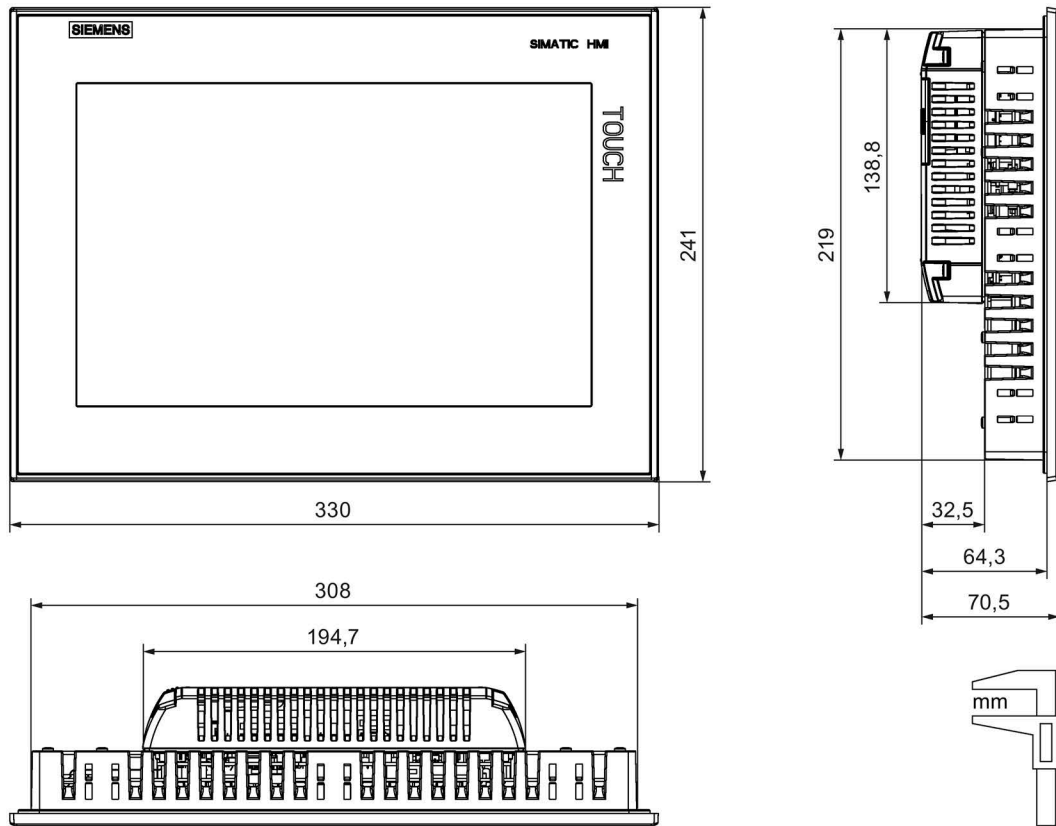 SIEMENS
SIMATIC HMI
TOUCH
241
330
138,8
219
32,5
64,3
70,5
308
194,7
mm